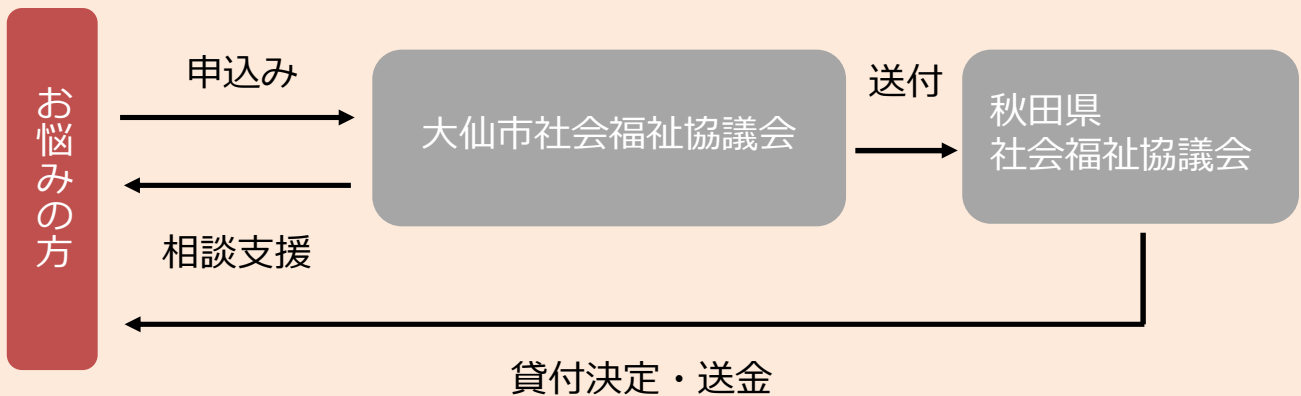 お悩みの方
申込み
大仙市社会福祉協議会
送付
秋田県
社会福祉協議会
相談支援
貸付決定・送金